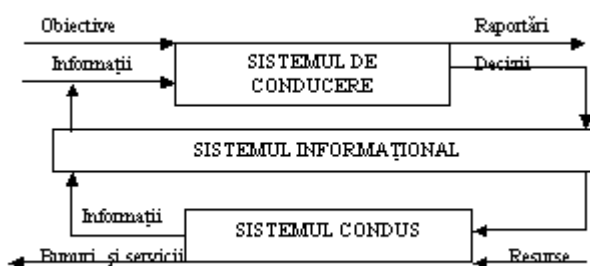 Obiective
Raportări
Informații
SISTEMUL DE
CONDUCERE
Decizii
SISTEMUL INFORMAȚIONAL
Informații
SISTEMUL CONDUS
Bunuri și servicii
Resurse